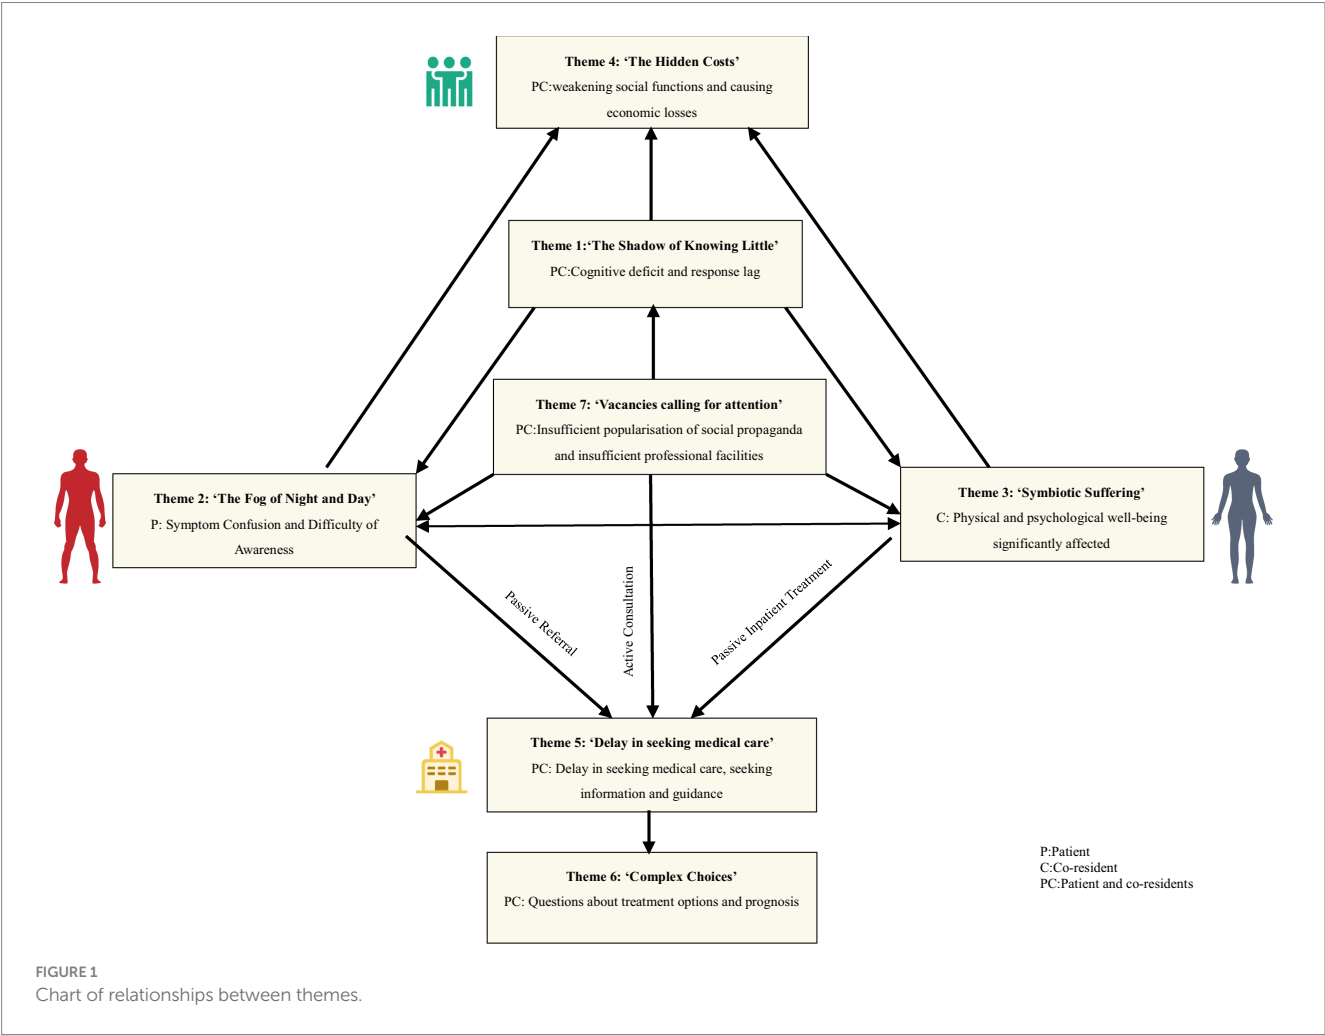 Theme 4: ‘The Hidden Costs’
PC:weakening social functions and causing
economic losses
Theme 1:‘The Shadow of Knowing Little’
PC:Cognitive deficit and response lag
Theme 7: ‘Vacancies calling for attention’
PC:Insufficient popularisation of social propaganda
and insufficient professional facilities
Theme 2: ‘The Fog of Night and Day’
P: Symptom Confusion and Difficulty of
Awareness
Theme 3: ‘Symbiotic Suffering’
C: Physical and psychological well-being
significantly affected
Passive Referral
Active Consultation
Passive Inpatient Treatment
Theme 5: ‘Delay in seeking medical care’
PC: Delay in seeking medical care, seeking
information and guidance
Theme 6: ‘Complex Choices’
PC: Questions about treatment options and prognosis
P:Patient
C:Co-resident
PC:Patient and co-residents
FIGURE 1
Chart of relationships between themes.